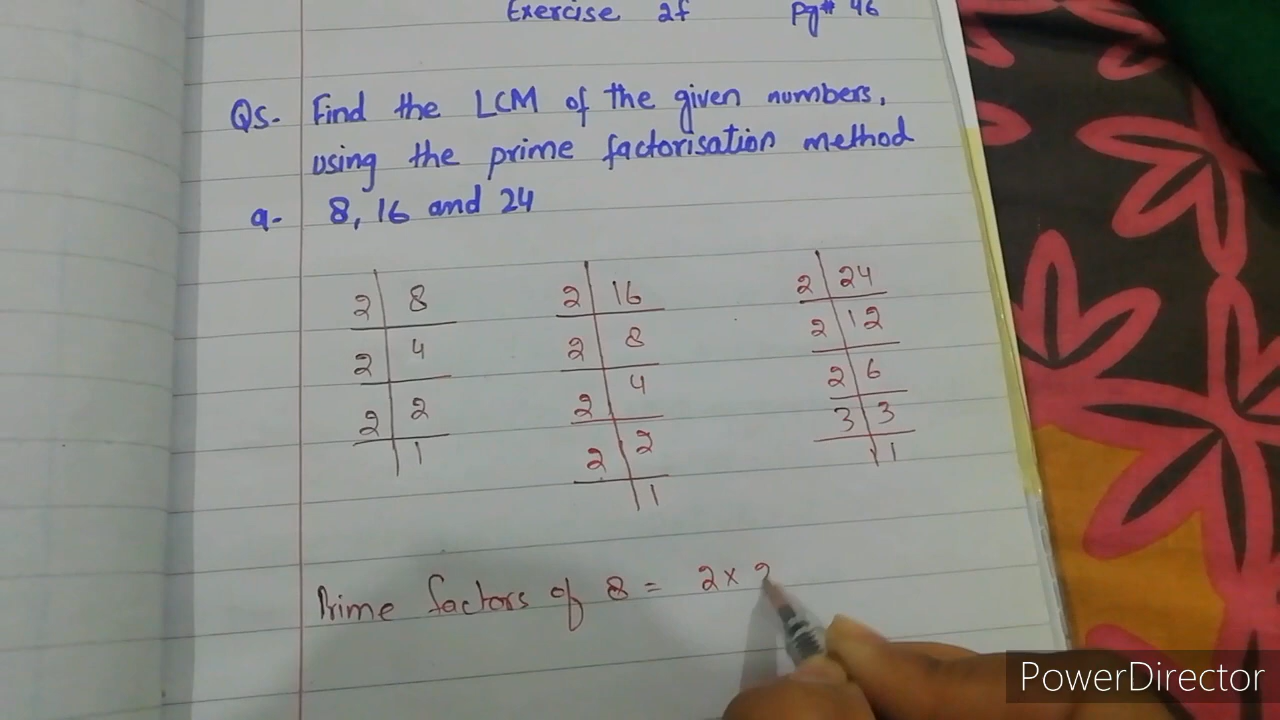 Exercise 2f Pg# 46
Q5. Find the LCM of the given numbers,
using the prime factorisation method
a- 8, 16 and 24
2 8
2 4
2 2
1
2 16
2 8
2 4
2 2
1
2 24
2 12
2 6
3 3
1
Prime factors of 8 = 2 x 2
PowerDirector